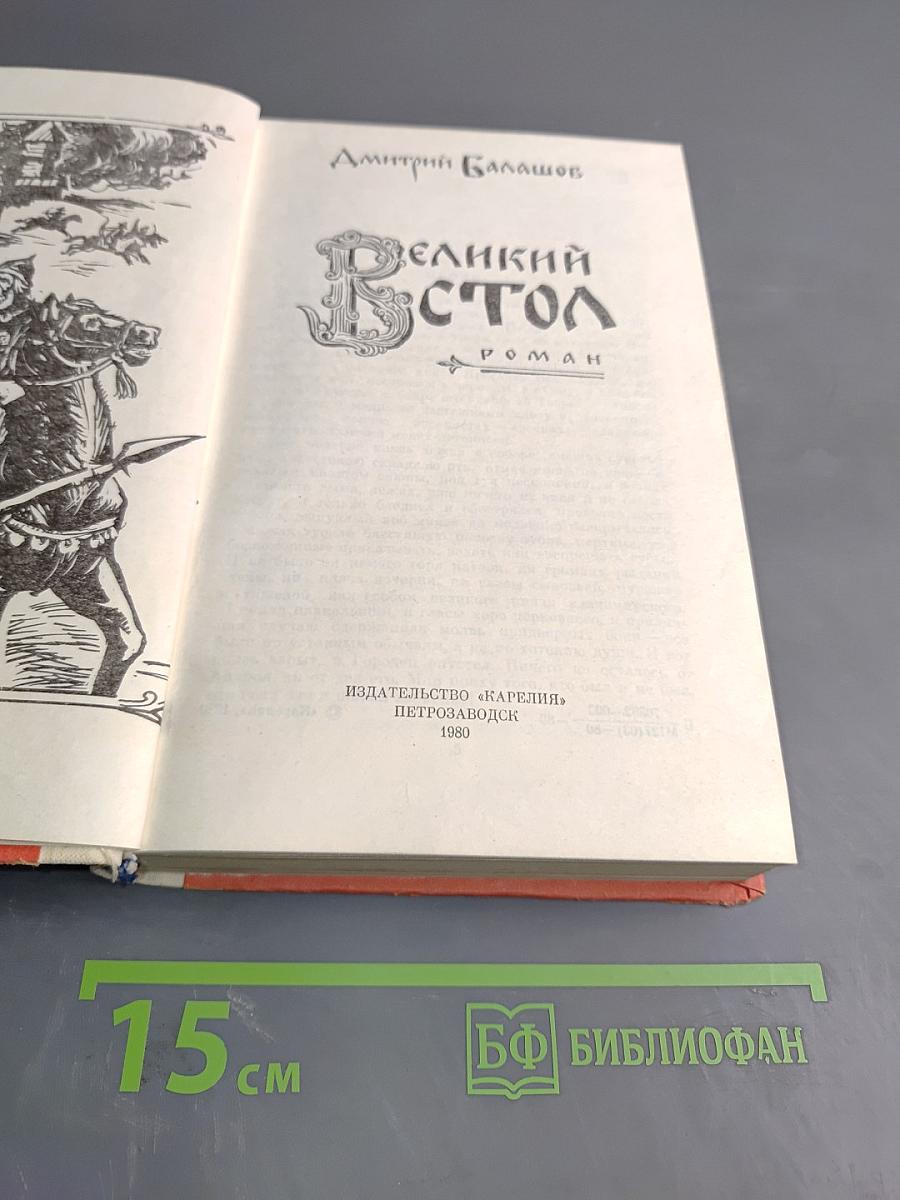 Дмитрий Балашов
Великий
стол
роман
ИЗДАТЕЛЬСТВО «КАРЕЛИЯ»
ПЕТРОЗАВОДСК
1980
15 см
БФ БИБЛИОФАН